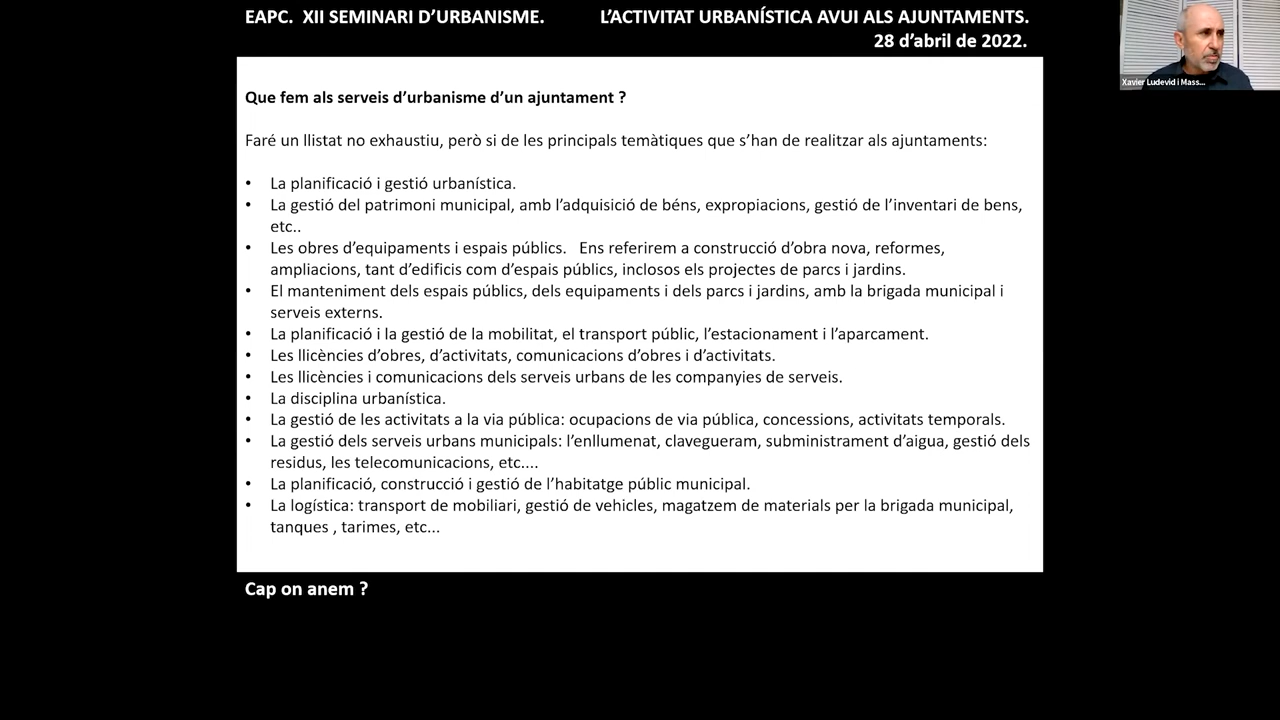 EAPC. XII SEMINARI D’URBANISME. L’ACTIVITAT URBANÍSTICA AVUI ALS AJUNTAMENTS.
28 d’abril de 2022.
Xavier Ludevid i Mass...
Que fem als serveis d’urbanisme d’un ajuntament ?
Faré un llistat no exhaustiu, però si de les principals temàtiques que s’han de realitzar als ajuntaments:
• La planificació i gestió urbanística.
• La gestió del patrimoni municipal, amb l’adquisició de béns, expropiacions, gestió de l’inventari de bens,
etc..
• Les obres d’equipaments i espais públics. Ens referirem a construcció d’obra nova, reformes,
ampliacions, tant d’edificis com d’espais públics, inclosos els projectes de parcs i jardins.
• El manteniment dels espais públics, dels equipaments i dels parcs i jardins, amb la brigada municipal i
serveis externs.
• La planificació i la gestió de la mobilitat, el transport públic, l’estacionament i l’aparcament.
• Les llicències d’obres, d’activitats, comunicacions d’obres i d’activitats.
• Les llicències i comunicacions dels serveis urbans de les companyies de serveis.
• La disciplina urbanística.
• La gestió de les activitats a la via pública: ocupacions de via pública, concessions, activitats temporals.
• La gestió dels serveis urbans municipals: l’enllumenat, clavegueram, subministrament d’aigua, gestió dels
residus, les telecomunicacions, etc....
• La planificació, construcció i gestió de l’habitatge públic municipal.
• La logística: transport de mobiliari, gestió de vehicles, magatzem de materials per la brigada municipal,
tanques , tarimes, etc...
Cap on anem ?